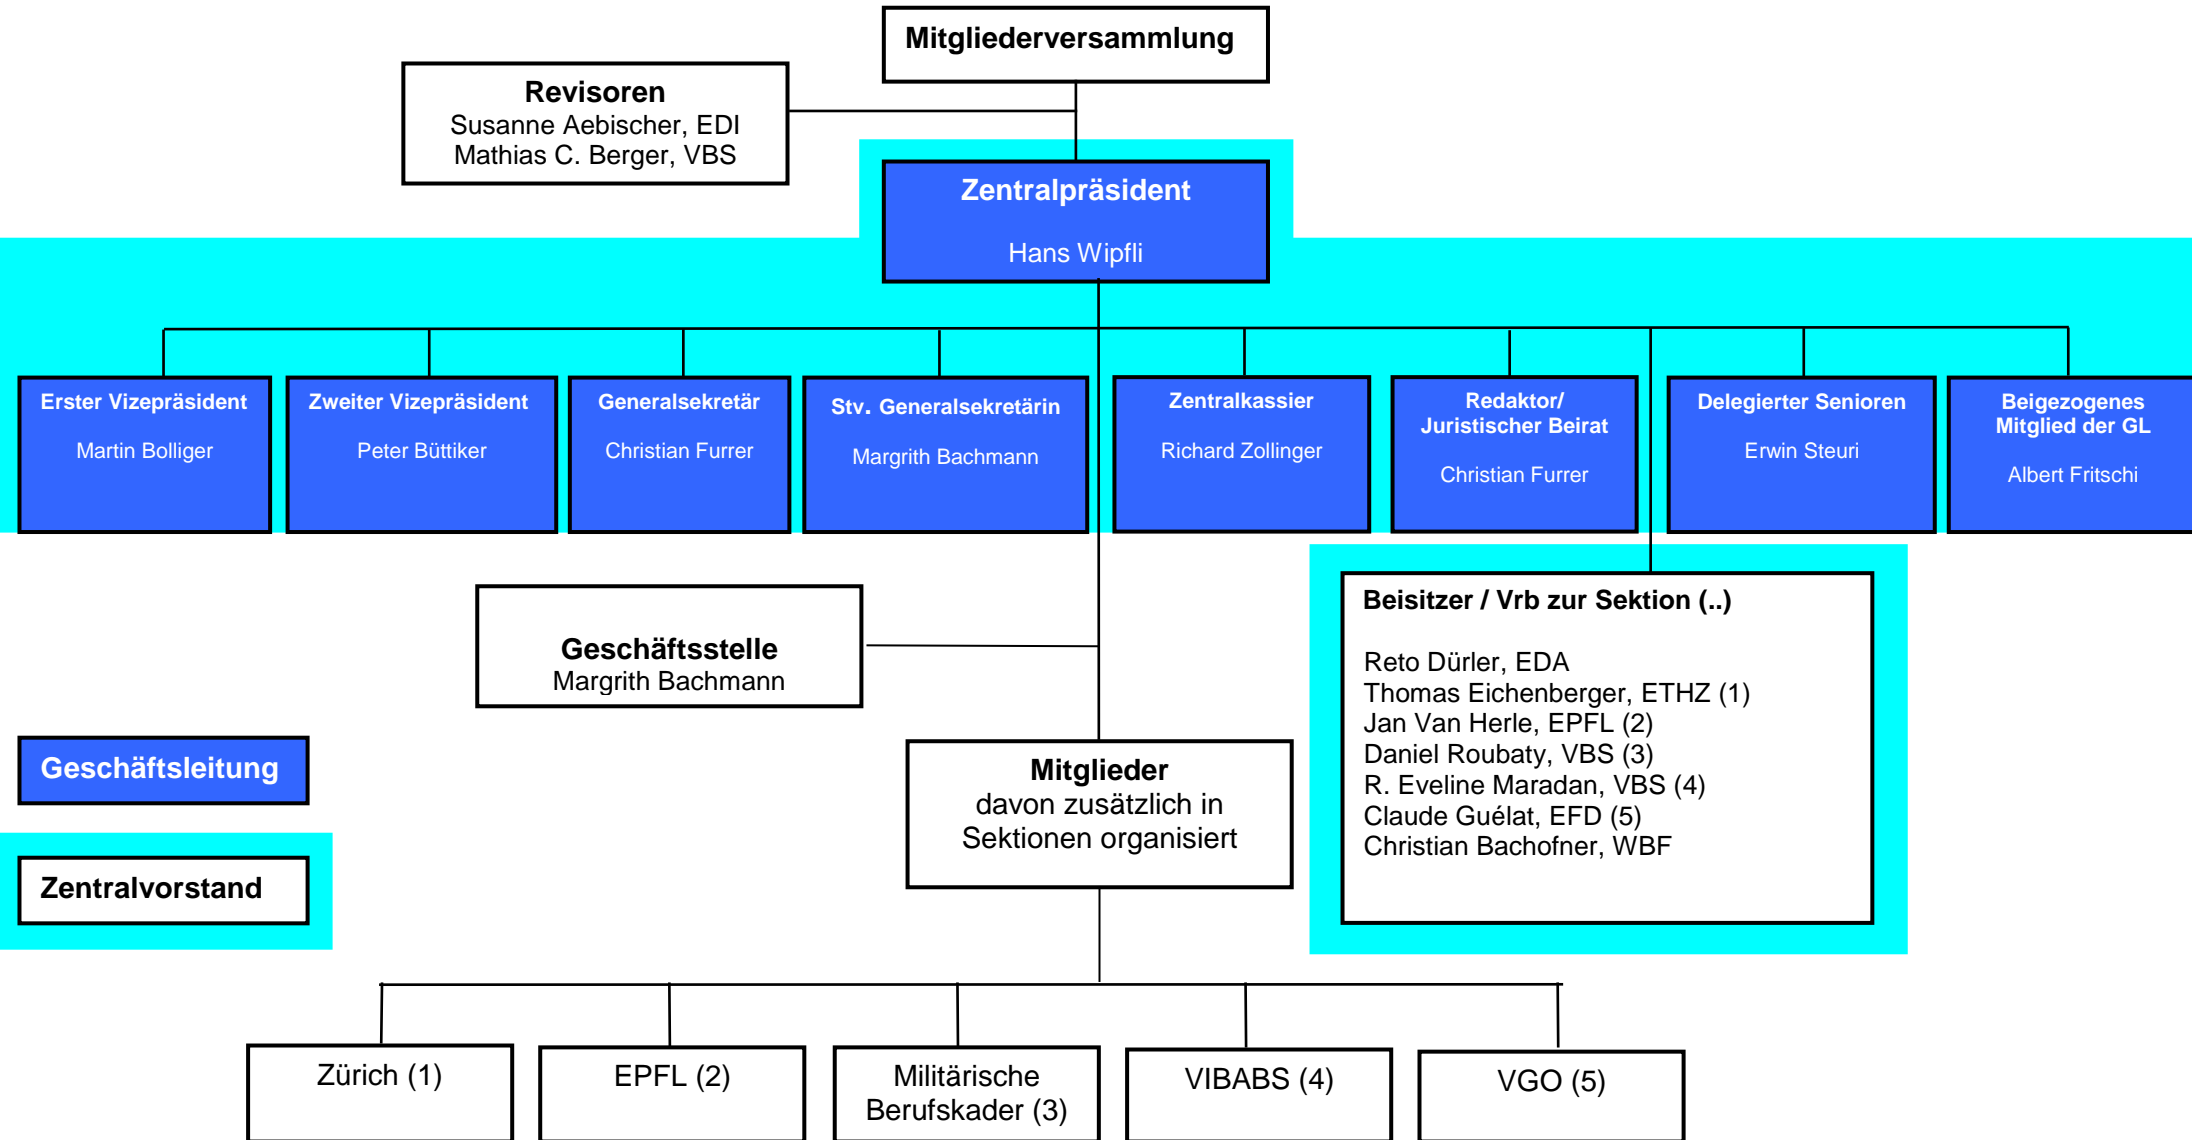 Mitgliederversammlung
Revisoren
Susanne Aebischer, EDI
Mathias C. Berger, VBS
Zentralpräsident
Hans Wipfli
Erster Vizepräsident
Martin Bolliger
Zweiter Vizepräsident
Peter Büttiker
Generalsekretär
Christian Furrer
Stv. Generalsekretärin
Margrith Bachmann
Zentralkassier
Richard Zollinger
Redaktor/
Juristischer Beirat
Christian Furrer
Delegierter Senioren
Erwin Steuri
Beigezogenes
Mitglied der GL
Albert Fritschi
Geschäftsstelle
Margrith Bachmann
Beisitzer / Vrb zur Sektion (..)
Reto Dürler, EDA
Thomas Eichenberger, ETHZ (1)
Jan Van Herle, EPFL (2)
Daniel Roubaty, VBS (3)
R. Eveline Maradan, VBS (4)
Claude Guélat, EFD (5)
Christian Bachofner, WBF
Geschäftsleitung
Zentralvorstand
Mitglieder
davon zusätzlich in
Sektionen organisiert
Zürich (1)
EPFL (2)
Militärische
Berufskader (3)
VIBABS (4)
VGO (5)